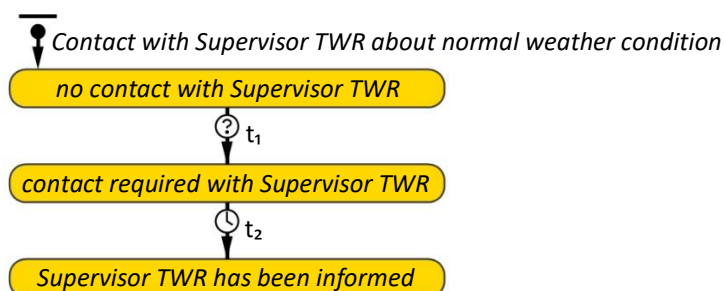 Contact with Supervisor TWR about normal weather condition
no contact with Supervisor TWR
?
t₁
contact required with Supervisor TWR
t₂
Supervisor TWR has been informed